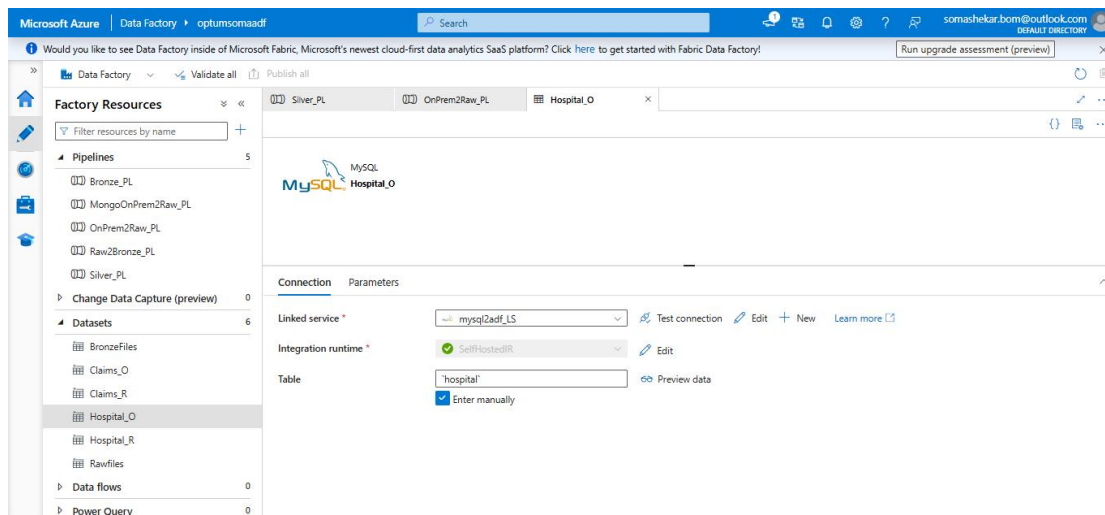 Microsoft Azure Data Factory optumsomaadf Search 1 somashekar.bom@outlook.com
DEFAULT DIRECTORY
Would you like to see Data Factory inside of Microsoft Fabric, Microsoft's newest cloud-first data analytics SaaS platform? Click here to get started with Fabric Data Factory! Run upgrade assessment (preview)
Data Factory Validate all Publish all
Factory Resources
Filter resources by name
Pipelines 5
Bronze_PL
MongoOnPrem2Raw_PL
OnPrem2Raw_PL
Raw2Bronze_PL
Silver_PL
Change Data Capture (preview) 0
Datasets 6
BronzeFiles
Claims_O
Claims_R
Hospital_O
Hospital_R
Rawfiles
Data flows 0
Power Query 0
Silver_PL OnPrem2Raw_PL Hospital_O
MySQL
MySQL Hospital_O
Connection Parameters
Linked service * mysql2adf_LS Test connection Edit New Learn more
Integration runtime * SelfHostedIR Edit
Table `hospital` Preview data
Enter manually